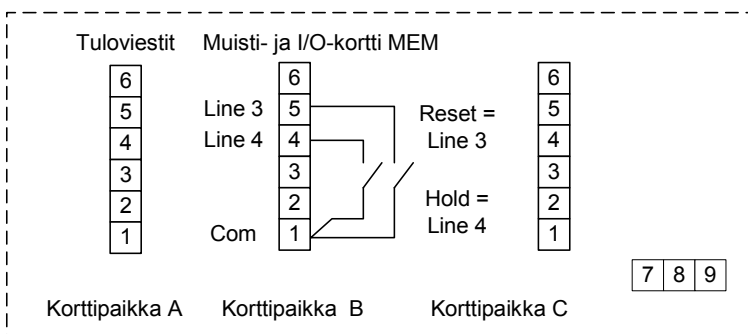 Tuloviestit Muisti- ja I/O-kortti MEM
6 6 6
5 Line 3 5 Reset = 5
4 Line 4 4 Line 3 4
3 3 3
2 2 Hold = 2
1 Com 1 Line 4 1
7 8 9
Korttipaikka A Korttipaikka B Korttipaikka C